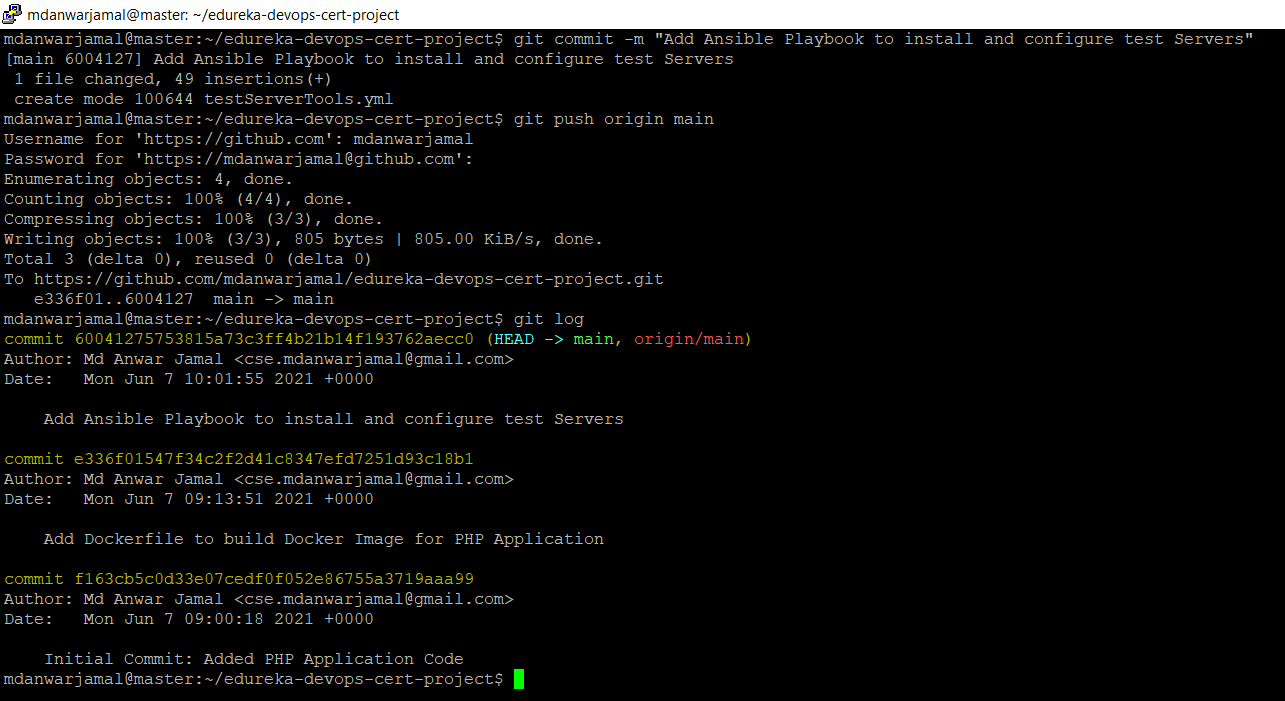 mdanwarjamal@master: ~/edureka-devops-cert-project
mdanwarjamal@master:~/edureka-devops-cert-project$ git commit -m "Add Ansible Playbook to install and configure test Servers"
[main 6004127] Add Ansible Playbook to install and configure test Servers
 1 file changed, 49 insertions(+)
 create mode 100644 testServerTools.yml
mdanwarjamal@master:~/edureka-devops-cert-project$ git push origin main
Username for 'https://github.com': mdanwarjamal
Password for 'https://mdanwarjamal@github.com':
Enumerating objects: 4, done.
Counting objects: 100% (4/4), done.
Compressing objects: 100% (3/3), done.
Writing objects: 100% (3/3), 805 bytes | 805.00 KiB/s, done.
Total 3 (delta 0), reused 0 (delta 0)
To https://github.com/mdanwarjamal/edureka-devops-cert-project.git
   e336f01..6004127  main -> main
mdanwarjamal@master:~/edureka-devops-cert-project$ git log
commit 60041275753815a73c3ff4b21b14f193762aecc0 (HEAD -> main, origin/main)
Author: Md Anwar Jamal <cse.mdanwarjamal@gmail.com>
Date:   Mon Jun 7 10:01:55 2021 +0000
    Add Ansible Playbook to install and configure test Servers
commit e336f01547f34c2f2d41c8347efd7251d93c18b1
Author: Md Anwar Jamal <cse.mdanwarjamal@gmail.com>
Date:   Mon Jun 7 09:13:51 2021 +0000
    Add Dockerfile to build Docker Image for PHP Application
commit f163cb5c0d33e07cedf0f052e86755a3719aaa99
Author: Md Anwar Jamal <cse.mdanwarjamal@gmail.com>
Date:   Mon Jun 7 09:00:18 2021 +0000
    Initial Commit: Added PHP Application Code
mdanwarjamal@master:~/edureka-devops-cert-project$